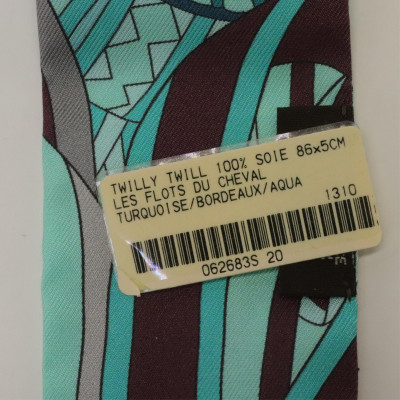 TWILLY TWILL 100% SOIE 86x5CM
LES FLOTS DU CHEVAL
TURQUOISE/BORDEAUX/AQUA 1310
062683S 20